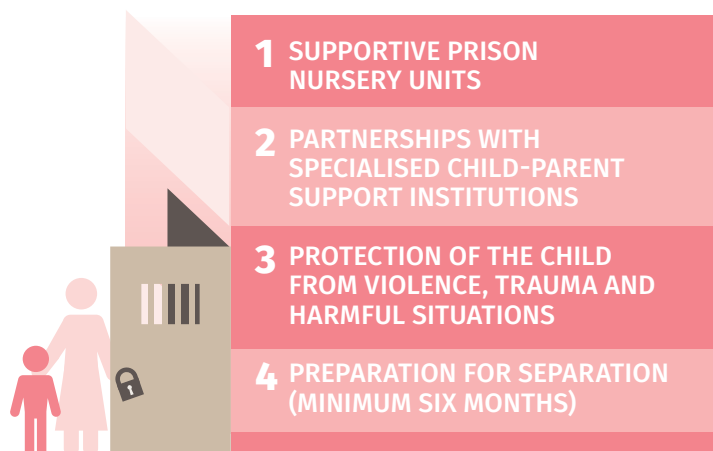 1 SUPPORTIVE PRISON
NURSERY UNITS
2 PARTNERSHIPS WITH
SPECIALISED CHILD-PARENT
SUPPORT INSTITUTIONS
3 PROTECTION OF THE CHILD
FROM VIOLENCE, TRAUMA AND
HARMFUL SITUATIONS
4 PREPARATION FOR SEPARATION
(MINIMUM SIX MONTHS)